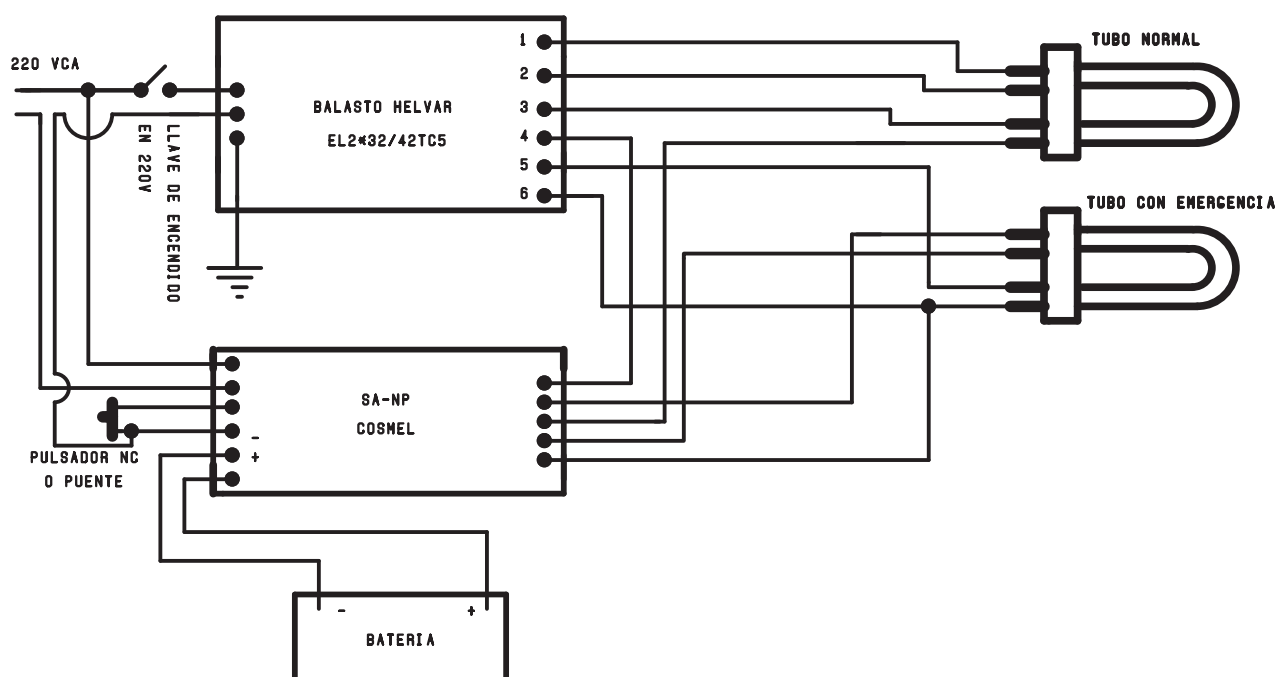 220 VCA
LLAVE DE ENCENDIDO
EN 220V
BALASTO HELVAR
EL2*32/42TC5
1
2
3
4
5
6
TUBO NORMAL
TUBO CON EMERGENCIA
SA-NP
COSMEL
-
+
PULSADOR NC
O PUENTE
- +
BATERIA